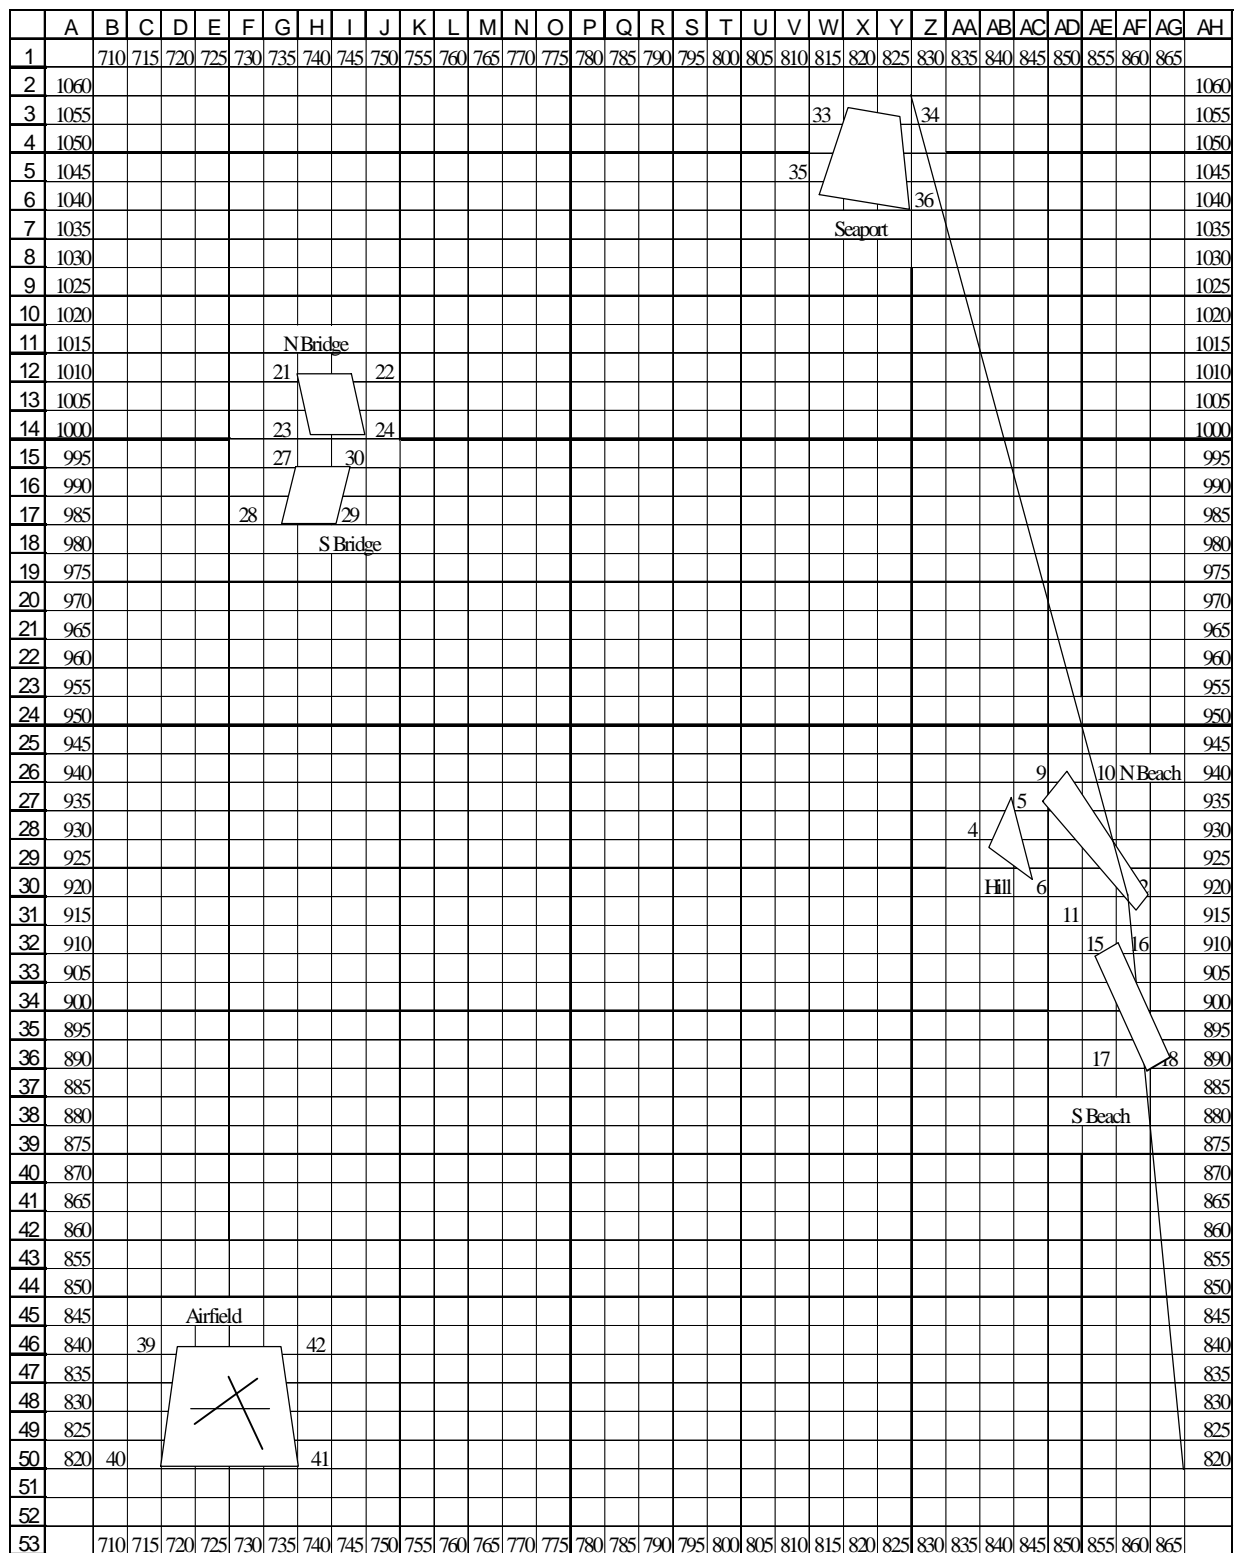 A B C D E F G H I J K L M N O P Q R S T U V W X Y Z AA AB AC AD AE AF AG AH
1 710 715 720 725 730 735 740 745 750 755 760 765 770 775 780 785 790 795 800 805 810 815 820 825 830 835 840 845 850 855 860 865
2 1060 1060
3 1055 33 34 1055
4 1050 1050
5 1045 35 1045
6 1040 36 1040
7 1035 Seaport 1035
8 1030 1030
9 1025 1025
10 1020 1020
11 1015 N Bridge 1015
12 1010 21 22 1010
13 1005 1005
14 1000 23 24 1000
15 995 27 30 995
16 990 990
17 985 28 29 985
18 980 S Bridge 980
19 975 975
20 970 970
21 965 965
22 960 960
23 955 955
24 950 950
25 945 945
26 940 9 10 N Beach 940
27 935 5 935
28 930 4 930
29 925 925
30 920 Hill 6 920
31 915 11 915
32 910 15 16 910
33 905 905
34 900 900
35 895 895
36 890 17 18 890
37 885 885
38 880 S Beach 880
39 875 875
40 870 870
41 865 865
42 860 860
43 855 855
44 850 850
45 845 Airfield 845
46 840 39 42 840
47 835 835
48 830 830
49 825 825
50 820 40 41 820
51
52
53 710 715 720 725 730 735 740 745 750 755 760 765 770 775 780 785 790 795 800 805 810 815 820 825 830 835 840 845 850 855 860 865